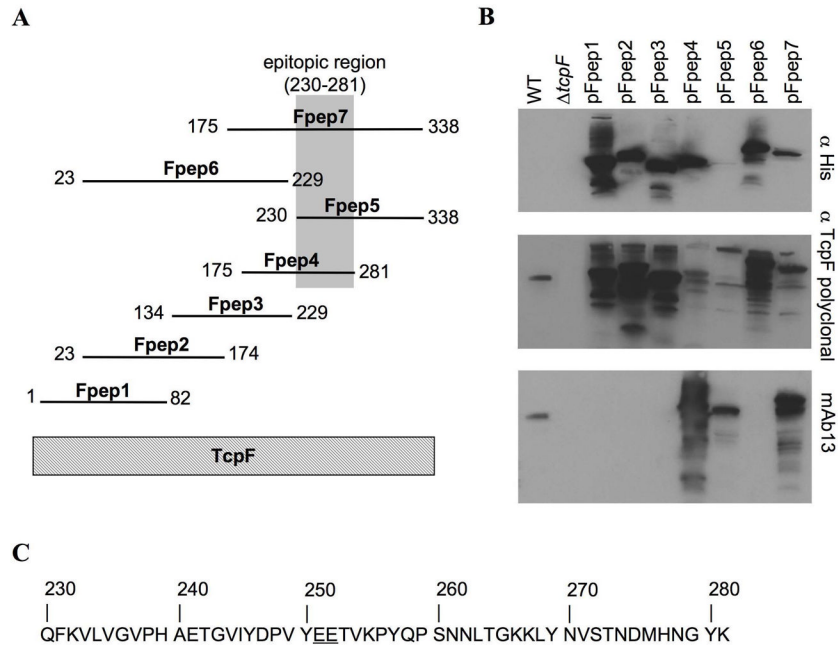 A
epitopic region
(230-281)
175 Fpep7 338
23 Fpep6 229
230 Fpep5 338
175 Fpep4 281
134 Fpep3 229
23 Fpep2 174
1 Fpep1 82
TcpF
B
WT ΔtcpF pFpep1 pFpep2 pFpep3 pFpep4 pFpep5 pFpep6 pFpep7
α His
α TcpF polyclonal
mAb13
C
230 240 250 260 270 280
QFKVLVGVPH AETGVIYDPV YEETVKPYQP SNNLTGKKLY NVSTNDMHNG YK